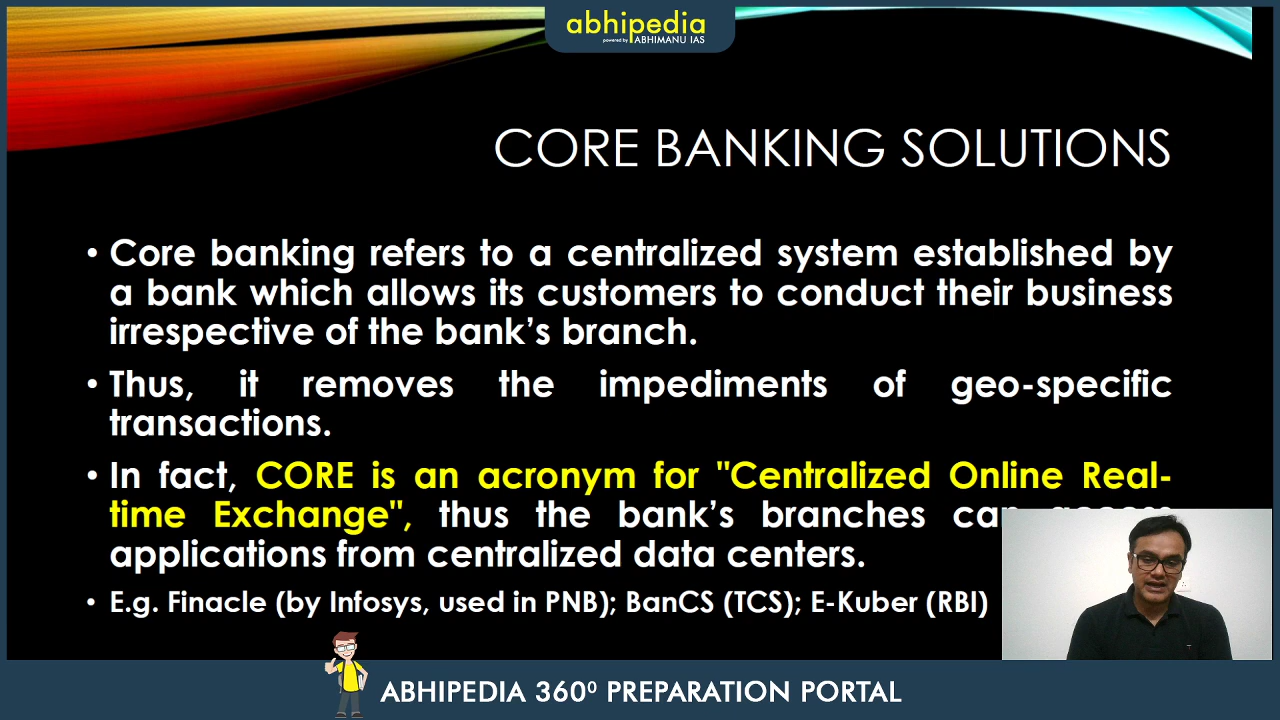 abhipedia
powered by ABHIMANU IAS
CORE BANKING SOLUTIONS
• Core banking refers to a centralized system established by
a bank which allows its customers to conduct their business
irrespective of the bank’s branch.
• Thus, it removes the impediments of geo-specific
transactions.
• In fact, CORE is an acronym for "Centralized Online Real-
time Exchange", thus the bank’s branches can
applications from centralized data centers.
• E.g. Finacle (by Infosys, used in PNB); BanCS (TCS); E-Kuber (RBI)
ABHIPEDIA 360⁰ PREPARATION PORTAL